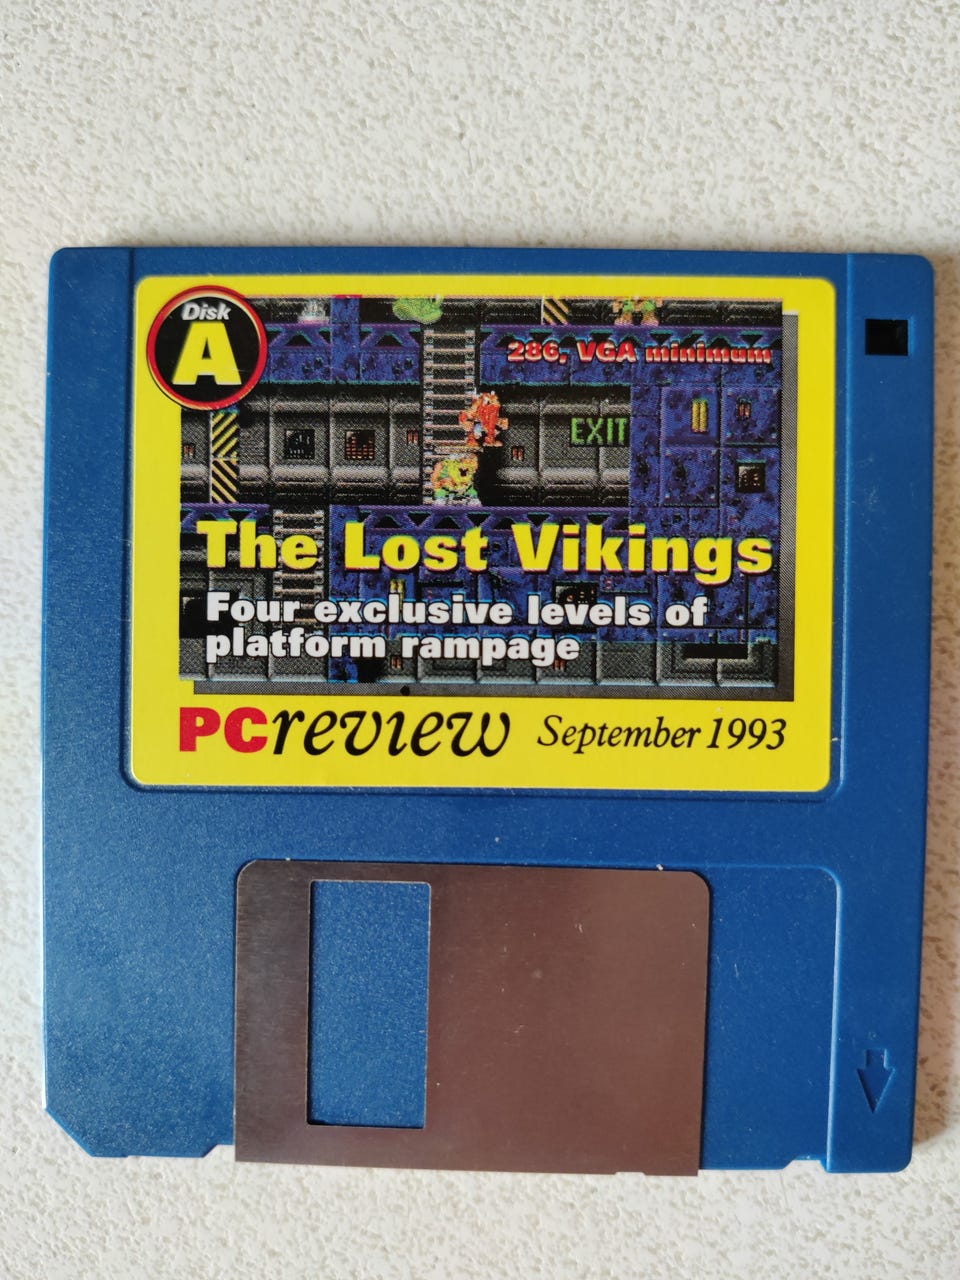 Disk
A
286, VGA minimum
EXIT
The Lost Vikings
Four exclusive levels of
platform rampage
PCreview September 1993